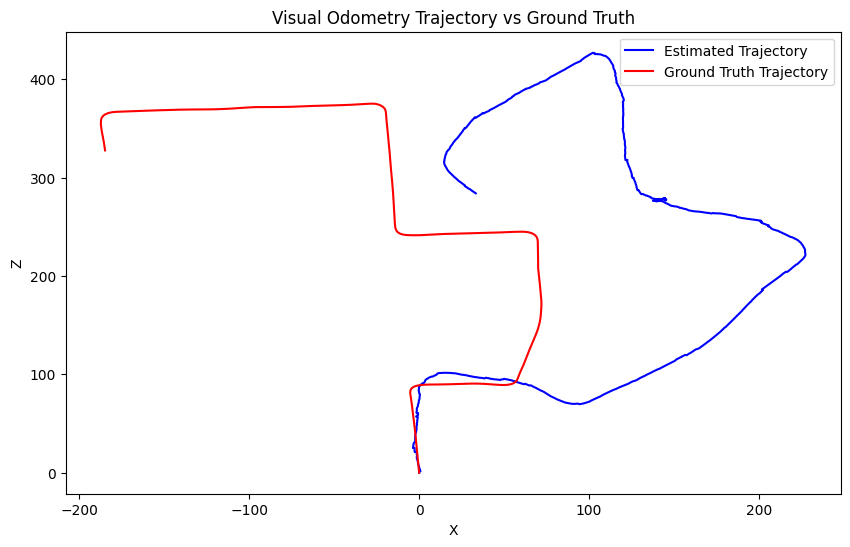 Visual Odometry Trajectory vs Ground Truth
Estimated Trajectory
Ground Truth Trajectory
400
300
200
100
0
Z
−200
−100
0
100
200
X